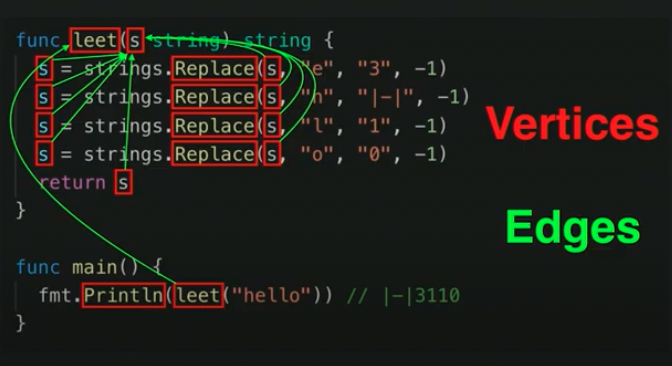 func leet(s string) string {
s = strings.Replace(s, "e", "3", -1)
s = strings.Replace(s, "h", "|-|", -1)
s = strings.Replace(s, "l", "1", -1)
s = strings.Replace(s, "o", "0", -1)
return s
}
Vertices
Edges
func main() {
fmt.Println(leet("hello")) // |-|3110
}